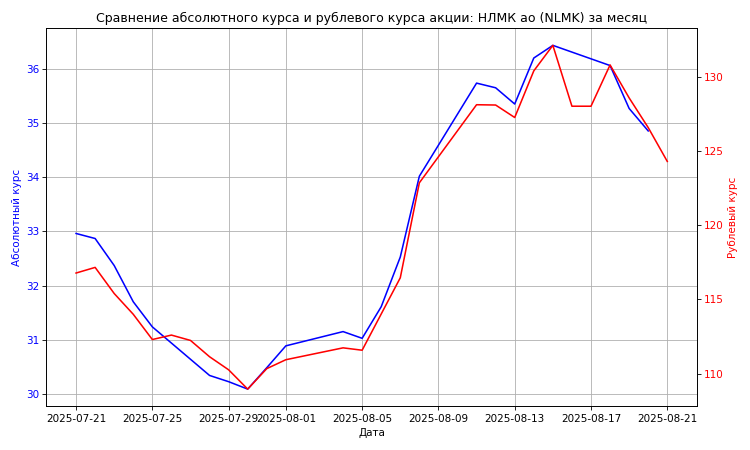 Сравнение абсолютного курса и рублевого курса акции: НЛМК ао (NLMK) за месяц
36
35
34
33
32
31
30
Абсолютный курс
130
125
120
115
110
Рублевый курс
2025-07-21 2025-07-25 2025-07-29 2025-08-01 2025-08-05 2025-08-09 2025-08-13 2025-08-17 2025-08-21
Дата